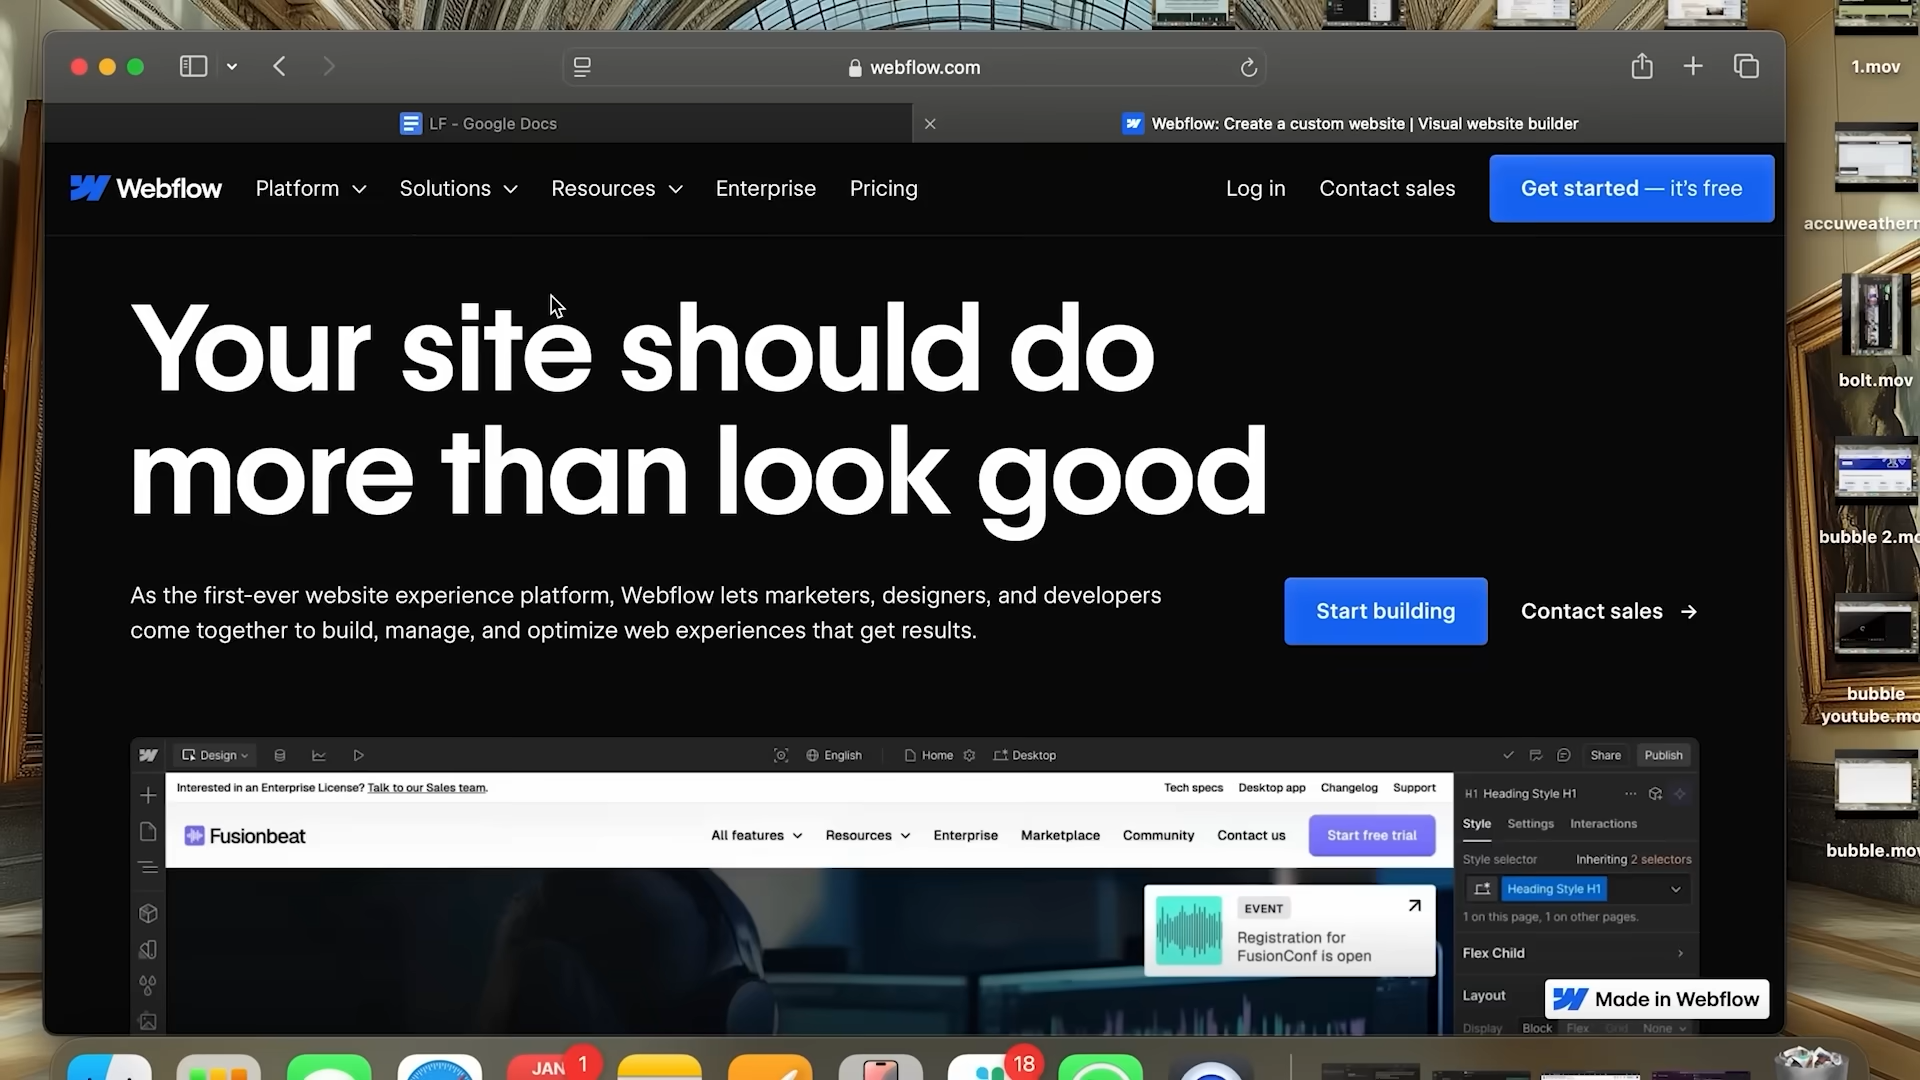 webflow.com
1.mov
LF - Google Docs
Webflow: Create a custom website | Visual website builder
Webflow
Platform
Solutions
Resources
Enterprise
Pricing
Log in
Contact sales
Get started — it's free
accuweather
Your site should do
more than look good
bolt.mov
bubble 2.mo
As the first-ever website experience platform, Webflow lets marketers, designers, and developers
come together to build, manage, and optimize web experiences that get results.
Start building
Contact sales →
bubble
youtube.mo
Design
English
Home
Desktop
Share
Publish
Interested in an Enterprise License? Talk to our Sales team.
Tech specs
Desktop app
Changelog
Support
H1 Heading Style H1
Fusionbeat
All features
Resources
Enterprise
Marketplace
Community
Contact us
Start free trial
Style
Settings
Interactions
Style selector
Inheriting 2 selectors
bubble.mov
Heading Style H1
1 on this page, 1 on other pages.
EVENT
Registration for
FusionConf is open
Flex Child
Layout
Made in Webflow
Display
Block
Flex
Grid
None
JAN
1
18